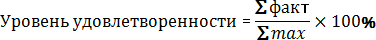 Уровень удовлетворенности = Σфакт / Σmax × 100%